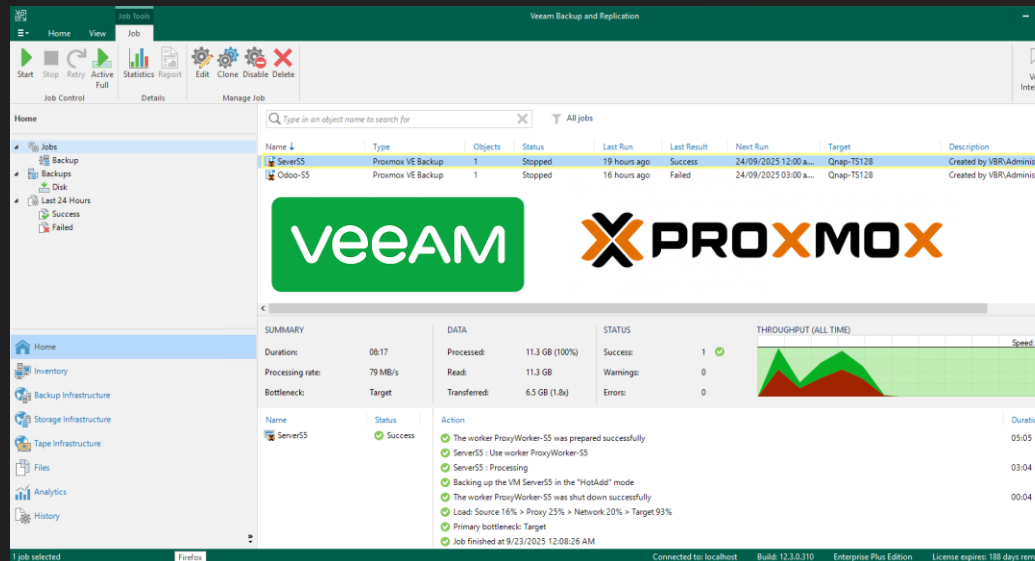 Job Tools
Veeam Backup and Replication
Home View Job
Start Stop Retry Active Full Statistics Report Edit Clone Disable Delete
Job Control Details Manage Job
Home
Type in an object name to search for All jobs
Jobs
Backup
Backups
Disk
Last 24 Hours
Success
Failed
Name Type Objects Status Last Run Last Result Next Run Target Description
SeverS5 Proxmox VE Backup 1 Stopped 19 hours ago Success 24/09/2025 12:00 a... Qnap-TS128 Created by VBR\Adminis
Odoo-S5 Proxmox VE Backup 1 Stopped 16 hours ago Failed 24/09/2025 03:00 a... Qnap-TS128 Created by VBR\Adminis
veeAM
PROXMOX
Home
Inventory
Backup Infrastructure
Storage Infrastructure
Tape Infrastructure
Files
Analytics
History
SUMMARY DATA STATUS THROUGHPUT (ALL TIME)
Speed
Duration: 08:17 Processed: 11.3 GB (100%) Success: 1
Processing rate: 79 MB/s Read: 11.3 GB Warnings: 0
Bottleneck: Target Transferred: 6.5 GB (1.8x) Errors: 0
Name Status Action Duratio
ServerS5 Success
The worker ProxyWorker-S5 was prepared successfully 05:05
ServerS5 : Use worker ProxyWorker-S5
ServerS5 : Processing 03:04
Backing up the VM ServerS5 in the "HotAdd" mode
The worker ProxyWorker-S5 was shut down successfully 00:04
Load: Source 16% > Proxy 25% > Network 20% > Target 93%
Primary bottleneck: Target
Job finished at 9/23/2025 12:08:26 AM
1 job selected Firefox Connected to: localhost Build: 12.3.0.310 Enterprise Plus Edition License expires: 188 days rem